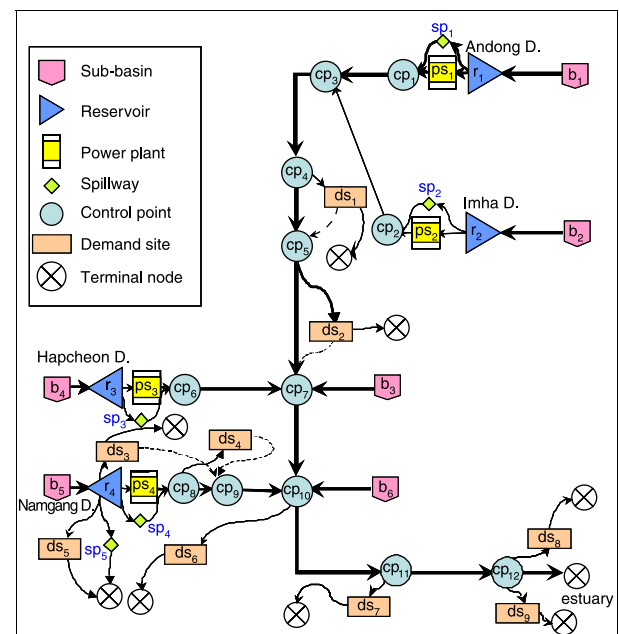 Sub-basin
Reservoir
Power plant
Spillway
Control point
Demand site
Terminal node
sp1
Andong D.
cp3
cp1
ps1
r1
b1
cp4
ds1
sp2
Imha D.
cp5
cp2
ps2
r2
b2
ds2
Hapcheon D.
b4
r3
ps3
cp6
cp7
b3
sp3
ds3
ds4
b5
r4
ps4
cp8
cp9
cp10
b6
Namgang D.
sp4
ds5
sp5
ds6
ds8
cp11
cp12
estuary
ds7
ds9